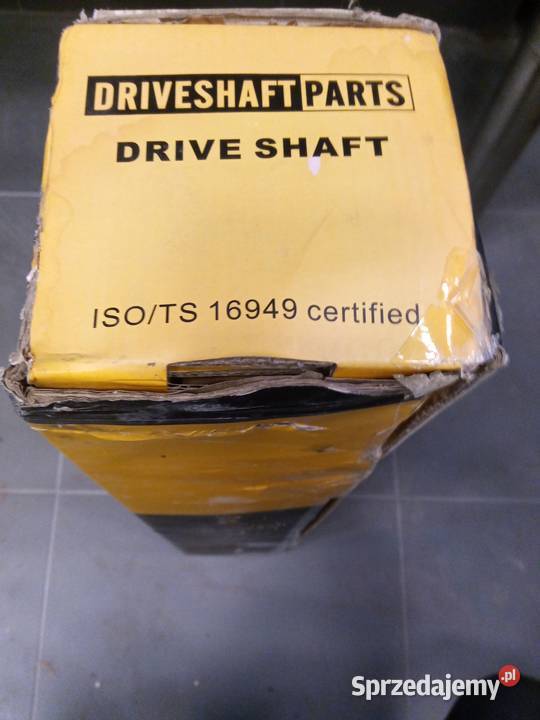 DRIVESHAFT PARTS
DRIVE SHAFT
ISO/TS 16949 certified
Sprzedajemy.pl